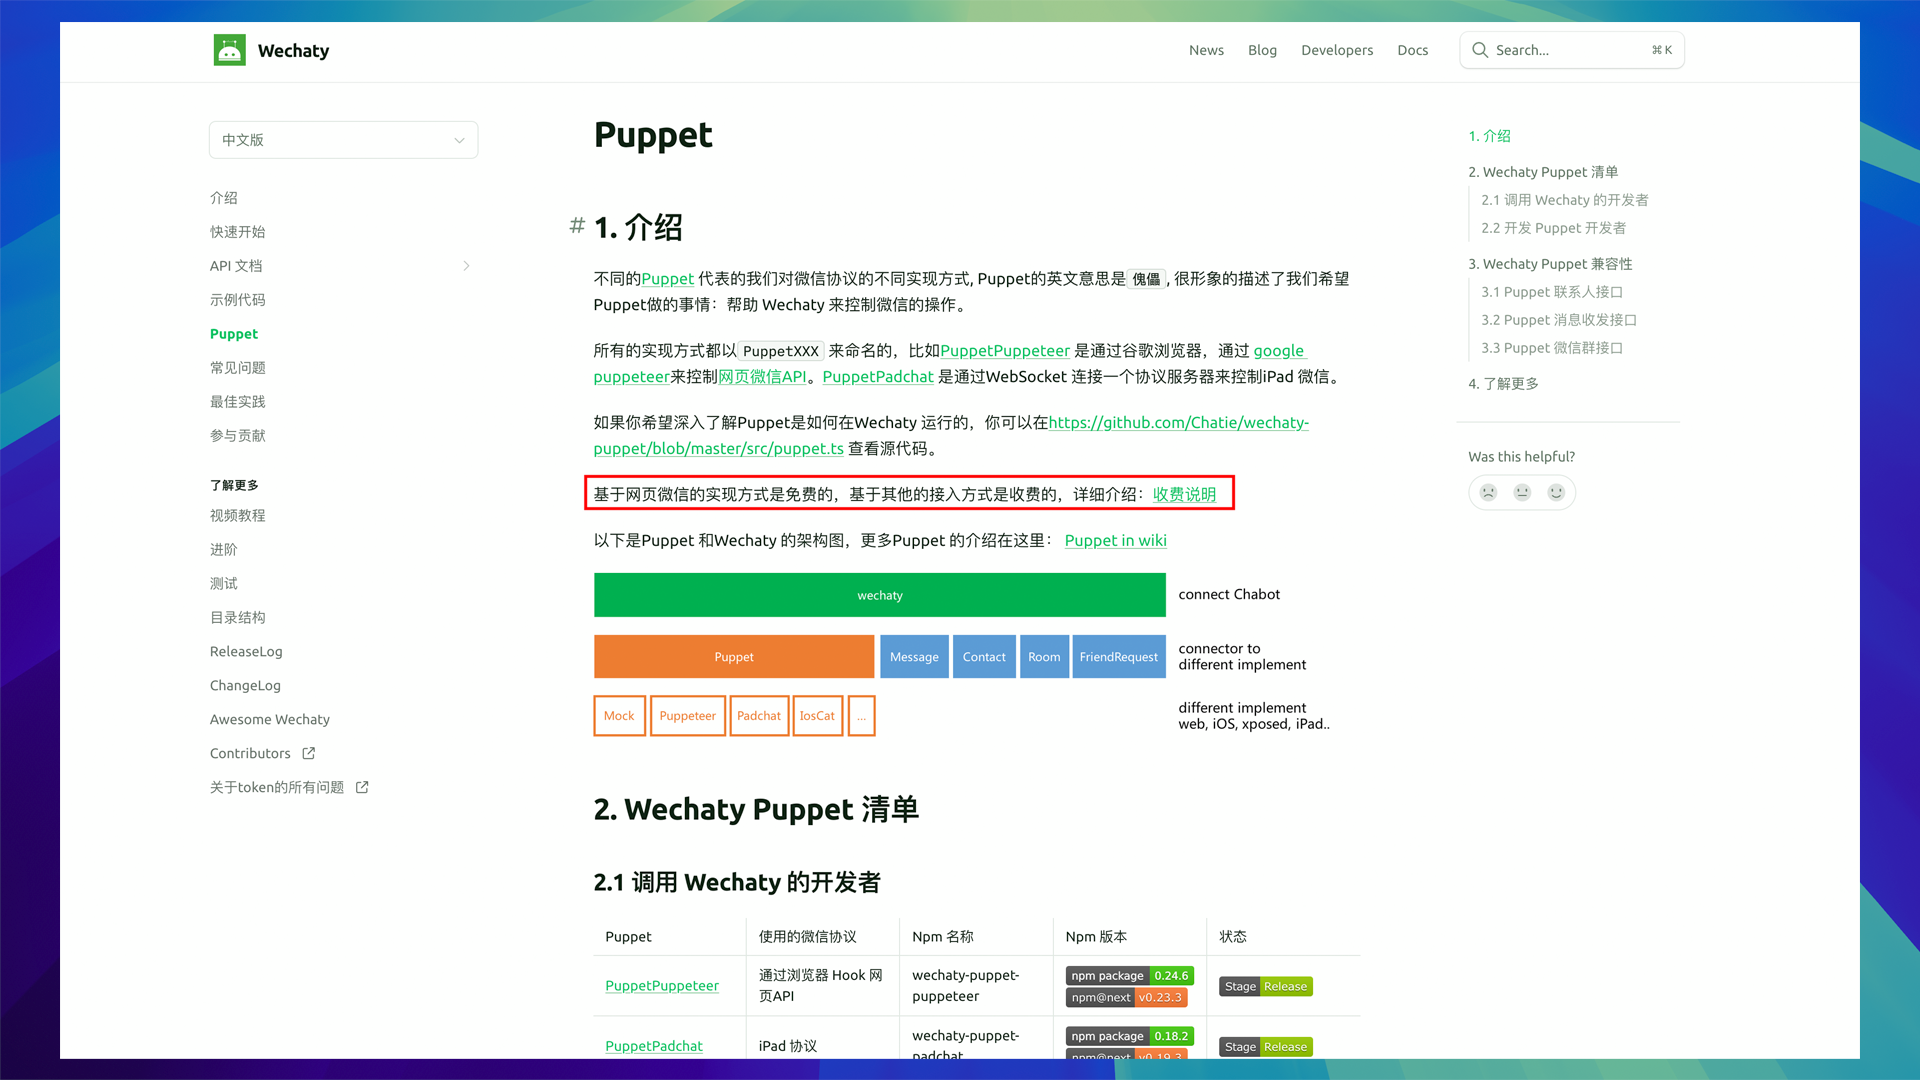 Wechaty
News Blog Developers Docs Search... ⌘ K
中文版
介绍
快速开始
API 文档
示例代码
Puppet
常见问题
最佳实践
参与贡献
了解更多
视频教程
进阶
测试
目录结构
ReleaseLog
ChangeLog
Awesome Wechaty
Contributors
关于token的所有问题
Puppet
# 1. 介绍
不同的Puppet 代表的我们对微信协议的不同实现方式, Puppet的英文意思是 傀儡 , 很形象的描述了我们希望
Puppet做的事情：帮助 Wechaty 来控制微信的操作。
所有的实现方式都以 PuppetXXX 来命名的，比如PuppetPuppeteer 是通过谷歌浏览器，通过 google
puppeteer来控制网页微信API。PuppetPadchat 是通过WebSocket 连接一个协议服务器来控制iPad 微信。
如果你希望深入了解Puppet是如何在Wechaty 运行的，你可以在https://github.com/Chatie/wechaty-
puppet/blob/master/src/puppet.ts 查看源代码。
基于网页微信的实现方式是免费的，基于其他的接入方式是收费的，详细介绍：收费说明
以下是Puppet 和Wechaty 的架构图，更多Puppet 的介绍在这里： Puppet in wiki
wechaty
connect Chabot
Puppet Message Contact Room FriendRequest
connector to
different implement
Mock Puppeteer Padchat IosCat ...
different implement
web, iOS, xposed, iPad..
2. Wechaty Puppet 清单
2.1 调用 Wechaty 的开发者
Puppet 使用的微信协议 Npm 名称 Npm 版本 状态
PuppetPuppeteer
通过浏览器 Hook 网
页API
wechaty-puppet-
puppeteer
npm package 0.24.6
npm@next v0.23.3
Stage Release
PuppetPadchat
iPad 协议
wechaty-puppet-
padchat
npm package 0.18.2
npm@next v0.19.3
Stage Release
1. 介绍
2. Wechaty Puppet 清单
2.1 调用 Wechaty 的开发者
2.2 开发 Puppet 开发者
3. Wechaty Puppet 兼容性
3.1 Puppet 联系人接口
3.2 Puppet 消息收发接口
3.3 Puppet 微信群接口
4. 了解更多
Was this helpful?